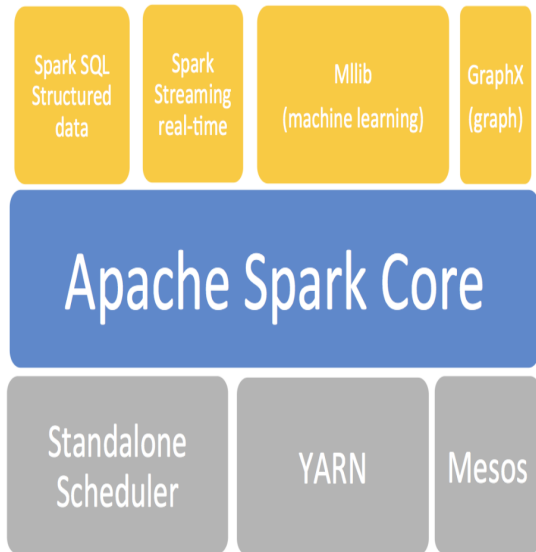 Spark SQL
Structured
data
Spark
Streaming
real-time
Mllib
(machine learning)
GraphX
(graph)
Apache Spark Core
Standalone
Scheduler
YARN
Mesos